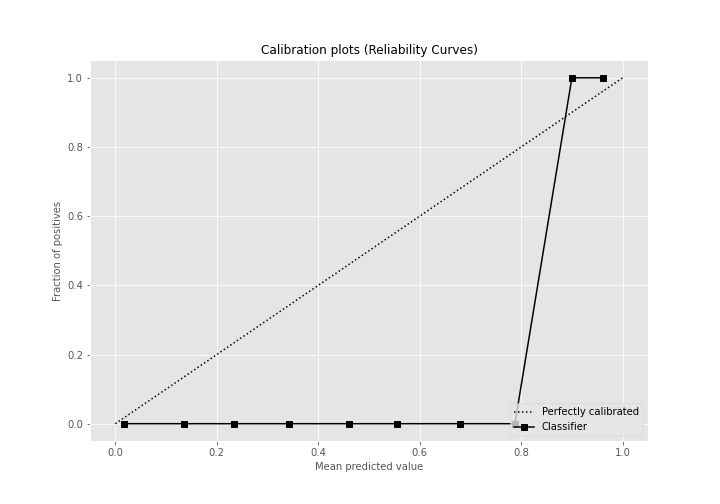 Calibration plots (Reliability Curves)
1.0
0.8
0.6
0.4
0.2
0.0
Fraction of positives
Perfectly calibrated
Classifier
0.0 0.2 0.4 0.6 0.8 1.0
Mean predicted value